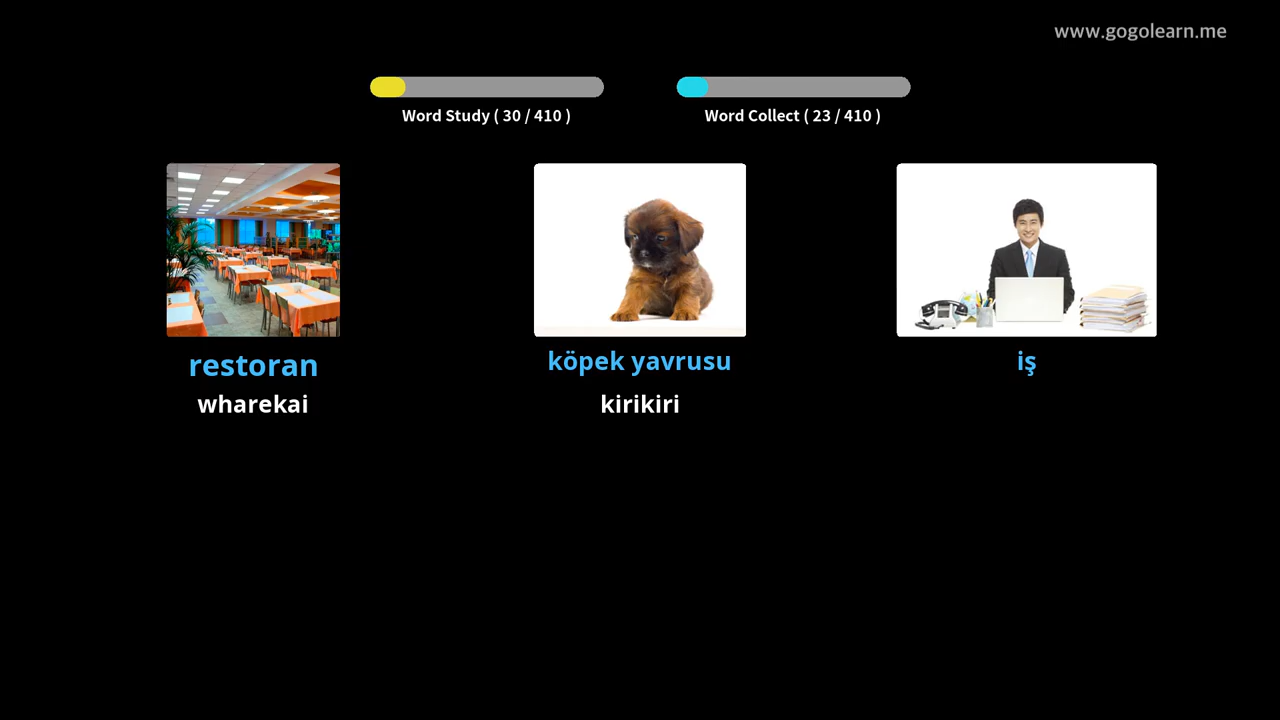 www.gogolearn.me
Word Study ( 30 / 410 )
Word Collect ( 23 / 410 )
restoran
köpek yavrusu
iş
wharekai
kirikiri